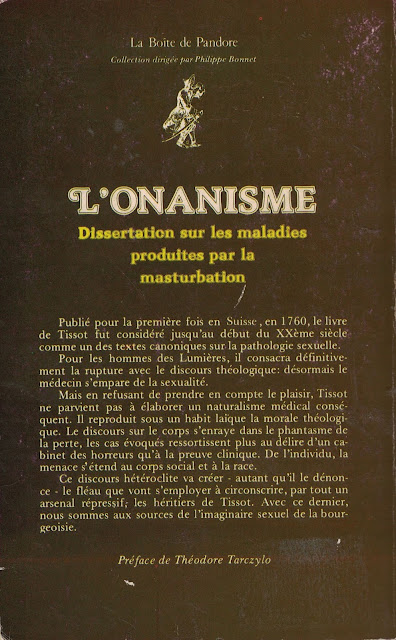 La Boite de Pandore
Collection dirigée par Philippe Bonnet
L'ONANISME
Dissertation sur les maladies
produites par la
masturbation
Publié pour la première fois en Suisse, en 1760, le livre
de Tissot fut considéré jusqu'au début du XXème siècle
comme un des textes canoniques sur la pathologie sexuelle.
Pour les hommes des Lumières, il consacra définitive-
ment la rupture avec le discours théologique: désormais le
médecin s'empare de la sexualité.
Mais en refusant de prendre en compte le plaisir, Tissot
ne parvient pas à élaborer un naturalisme médical consé-
quent. Il reproduit sous un habit laïque la morale théolog-
ique. Le discours sur le corps s'enraye dans le phantasme de
la perte, les cas évoqués ressortissent plus au délire d'un ca-
binet des horreurs qu'à la preuve clinique. De l'individu, la
menace s'étend au corps social et à la race.
Ce discours hétéroclite va créer - autant qu'il le dénon-
ce - le fléau que vont s'employer à circonscrire, par tout un
arsenal répressif, les héritiers de Tissot. Avec ce dernier,
nous sommes aux sources de l'imaginaire sexuel de la bour-
geoisie.
Préface de Théodore Tarczylo